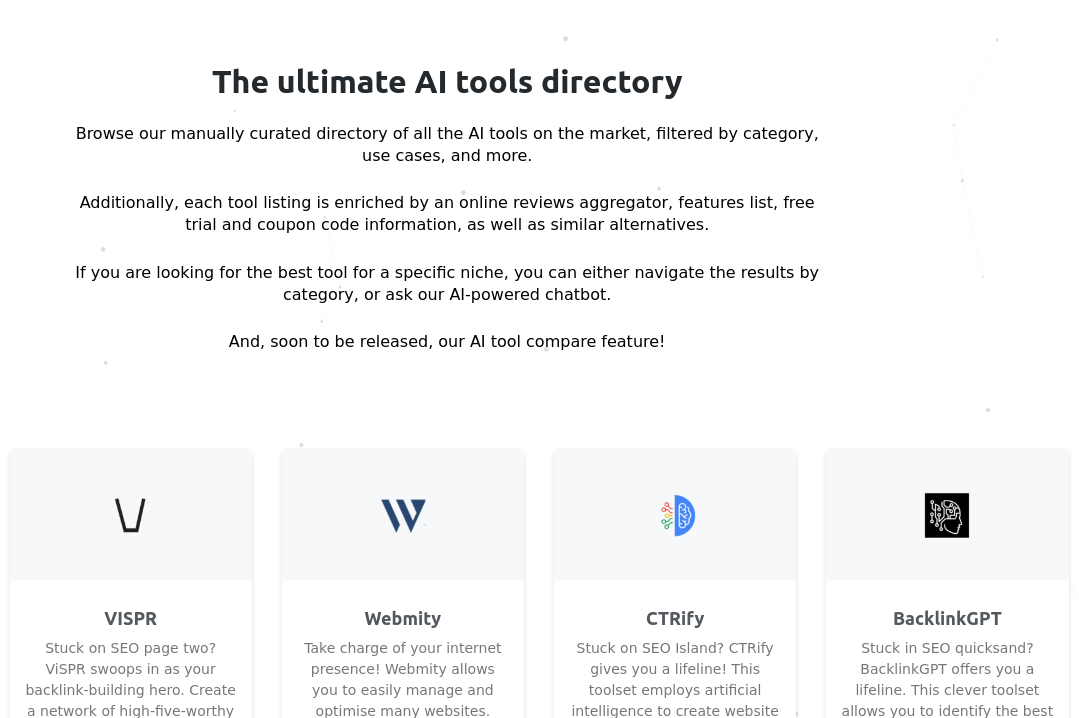 The ultimate AI tools directory
Browse our manually curated directory of all the AI tools on the market, filtered by category,
use cases, and more.
Additionally, each tool listing is enriched by an online reviews aggregator, features list, free
trial and coupon code information, as well as similar alternatives.
If you are looking for the best tool for a specific niche, you can either navigate the results by
category, or ask our AI-powered chatbot.
And, soon to be released, our AI tool compare feature!
VISPR
Stuck on SEO page two?
ViSPR swoops in as your
backlink-building hero. Create
a network of high-five-worthy
Webmity
Take charge of your internet
presence! Webmity allows
you to easily manage and
optimise many websites.
CTRify
Stuck on SEO Island? CTRify
gives you a lifeline! This
toolset employs artificial
intelligence to create website
BacklinkGPT
Stuck in SEO quicksand?
BacklinkGPT offers you a
lifeline. This clever toolset
allows you to identify the best